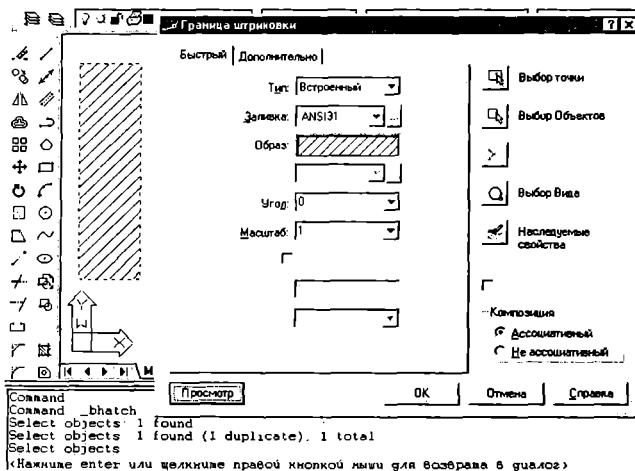 Граница штриховки
Быстрый Дополнительно
Тип: Встроенный
Заливка: ANSI31
Образ:
Угол: 0
Масштаб: 1
Выбор точки
Выбор Объектов
Выбор Вида
Наследуемые
свойства
Композиция
Ассоциативный
Не ассоциативный
Просмотр OK Отмена Справка
Y
W
X
M
Command
Command _bhatch
Select objects 1 found
Select objects 1 found (1 duplicate), 1 total
Select objects
<Нажмите enter или щелкните правой кнопкой мыши для возврата в диалог>